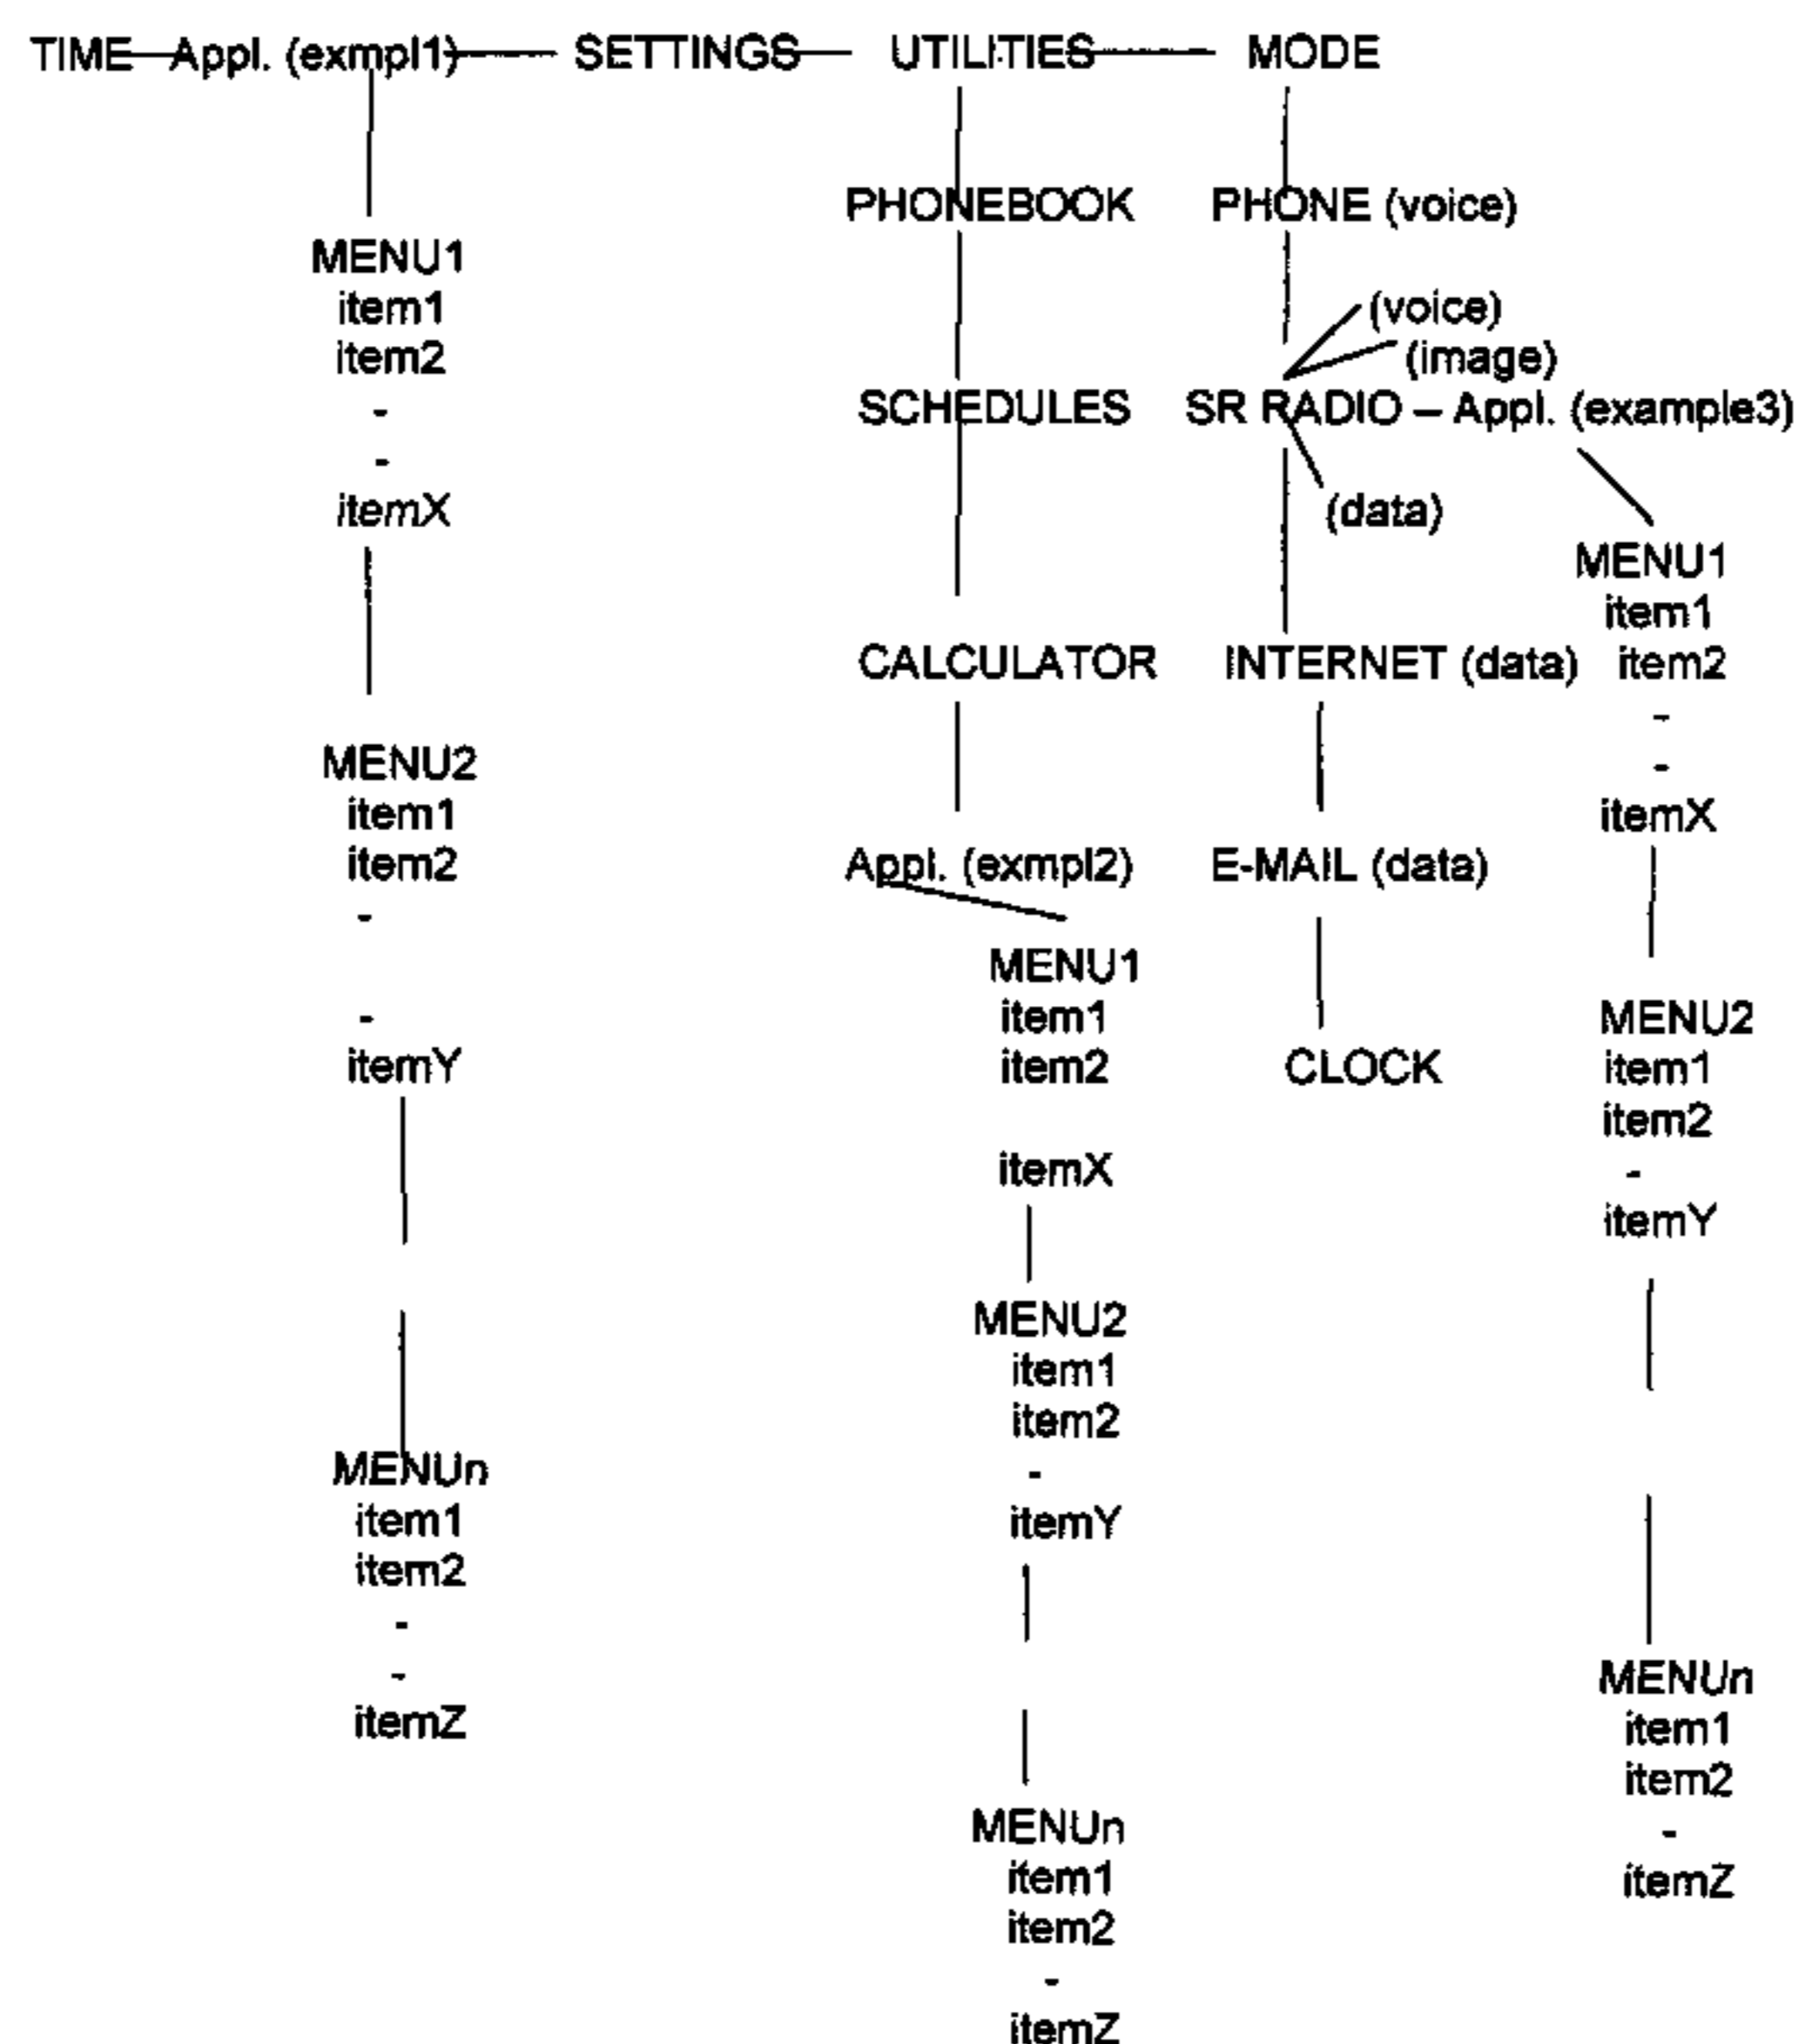 TIME Appl. (exmpl1) SETTINGS UTILITIES MODE
PHONEBOOK PHONE (voice)
MENU1
item1 (voice)
item2 (image)
- SCHEDULES SR RADIO – Appl. (example3)
-
itemX (data)
MENU1
item1
CALCULATOR INTERNET (data) item2
-
MENU2 -
item1 itemX
item2 Appl. (exmpl2) E-MAIL (data)
-
MENU1
- item1 MENU2
itemY item2 CLOCK item1
item2
itemX -
itemY
MENU2
item1
item2
MENUn -
item1 itemY
item2
-
- MENUn
itemZ item1
item2
MENUn -
item1 itemZ
item2
-
itemZ